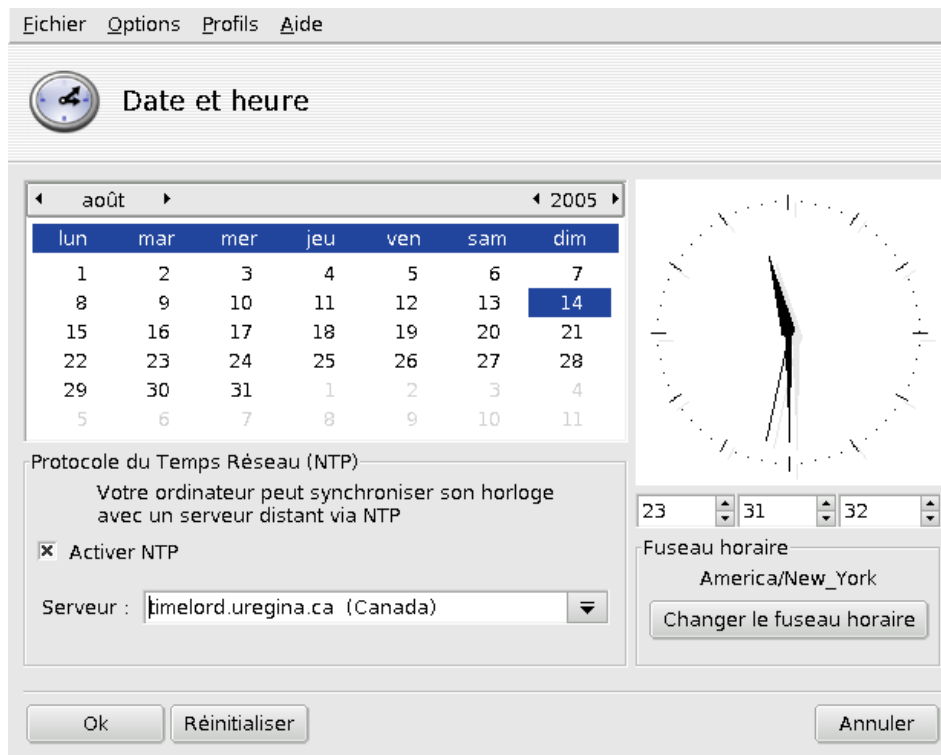 Fichier Options Profils Aide
Date et heure
août 2005
lun mar mer jeu ven sam dim
1 2 3 4 5 6 7
8 9 10 11 12 13 14
15 16 17 18 19 20 21
22 23 24 25 26 27 28
29 30 31 1 2 3 4
5 6 7 8 9 10 11
Protocole du Temps Réseau (NTP)
Votre ordinateur peut synchroniser son horloge
avec un serveur distant via NTP
Activer NTP
Serveur : timelord.uregina.ca (Canada)
23 31 32
Fuseau horaire
America/New_York
Changer le fuseau horaire
Ok Réinitialiser Annuler